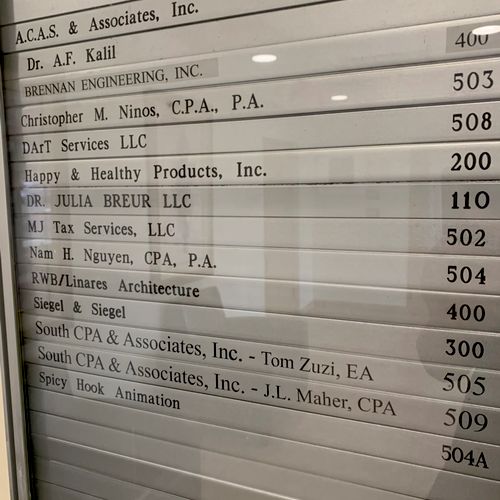 A.C.A.S. & Associates, Inc.
Dr. A.F. Kalil
BRENNAN ENGINEERING, INC. 400
Christopher M. Ninos, C.P.A., P.A. 503
DArT Services LLC 508
Happy & Healthy Products, Inc. 200
DR. JULIA BREUR LLC 110
MJ Tax Services, LLC 502
Nam H. Nguyen, CPA, P.A. 504
RWB/Linares Architecture 400
Siegel & Siegel 300
South CPA & Associates, Inc. - Tom Zuzi, EA 505
South CPA & Associates, Inc. - J.L. Maher, CPA 509
Spicy Hook Animation 504A